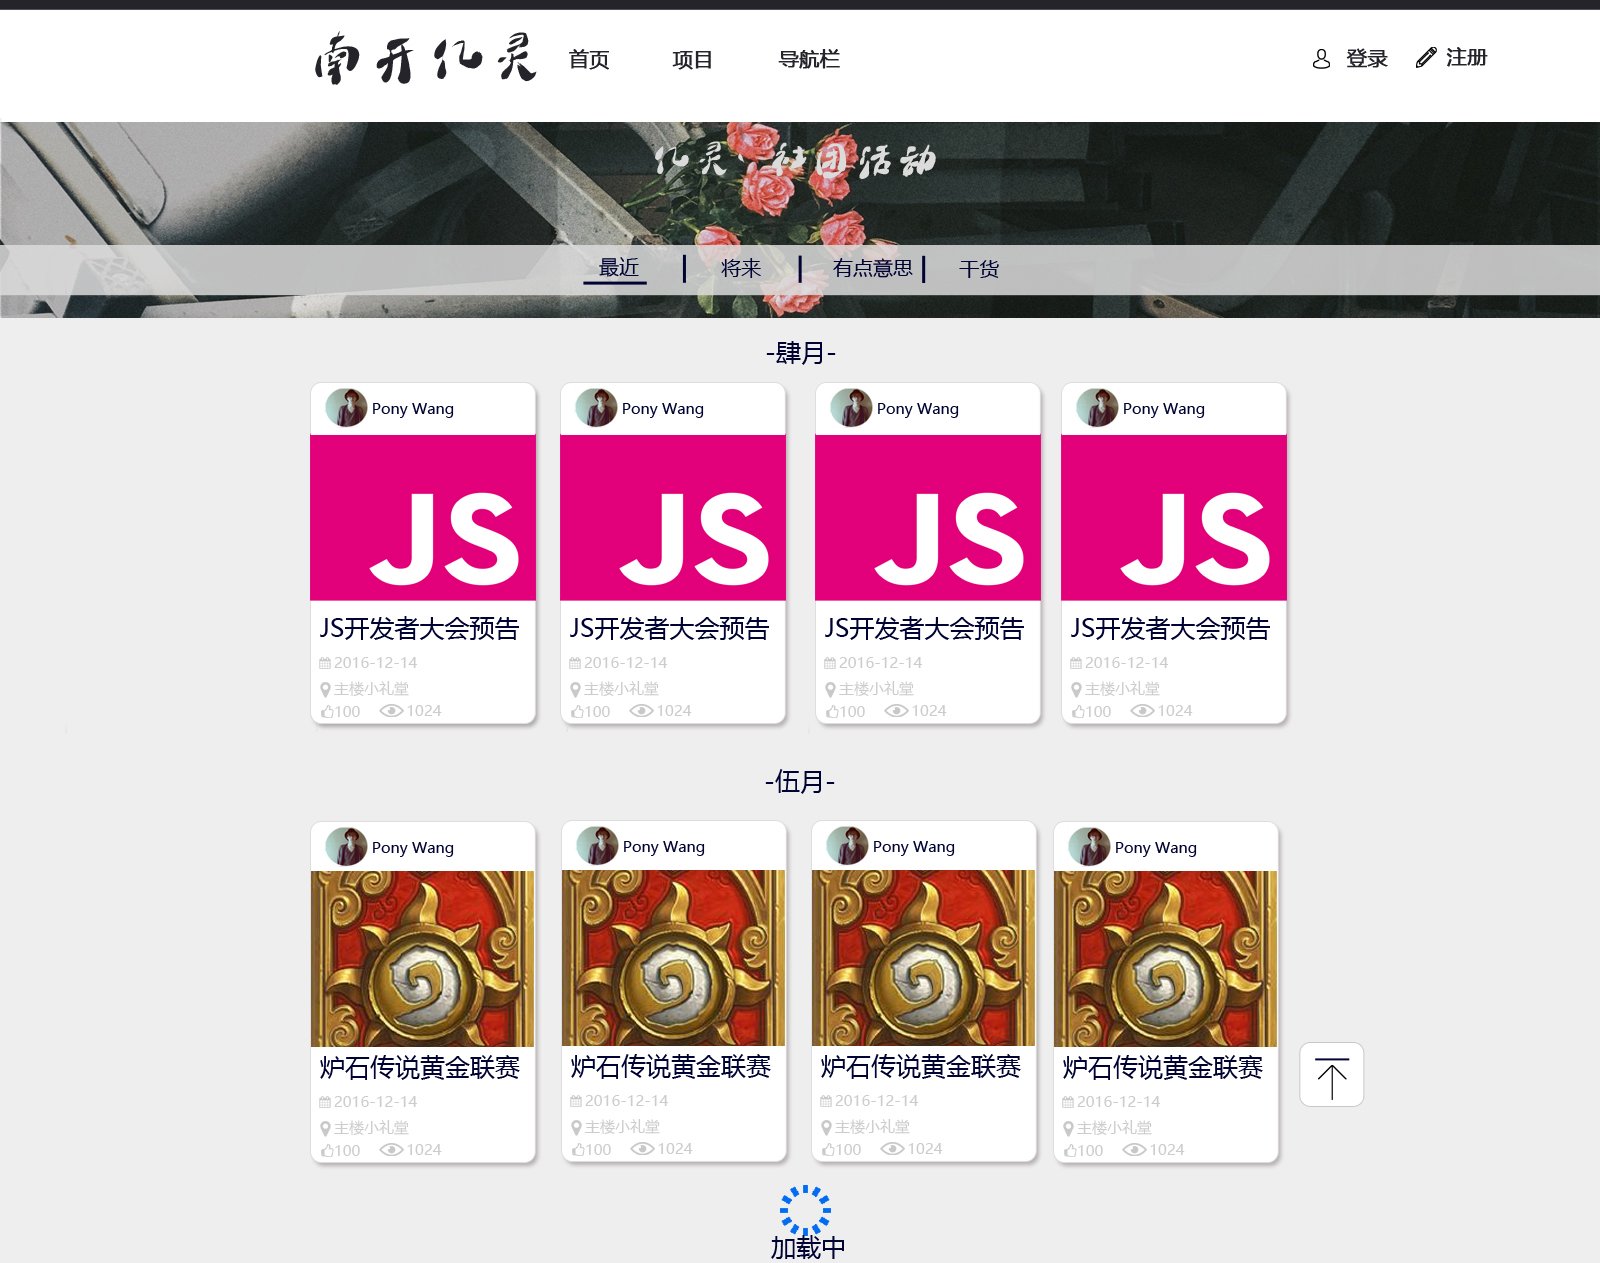 南开亿灵 首页 项目 导航栏 登录 注册
亿灵·社团活动
最近 将来 有点意思 干货
-肆月-
Pony Wang Pony Wang Pony Wang Pony Wang
JS JS JS JS
JS开发者大会预告 JS开发者大会预告 JS开发者大会预告 JS开发者大会预告
2016-12-14 2016-12-14 2016-12-14 2016-12-14
主楼小礼堂 主楼小礼堂 主楼小礼堂 主楼小礼堂
100 1024 100 1024 100 1024 100 1024
-伍月-
Pony Wang Pony Wang Pony Wang Pony Wang
炉石传说黄金联赛 炉石传说黄金联赛 炉石传说黄金联赛 炉石传说黄金联赛
2016-12-14 2016-12-14 2016-12-14 2016-12-14
主楼小礼堂 主楼小礼堂 主楼小礼堂 主楼小礼堂
100 1024 100 1024 100 1024 100 1024
加载中